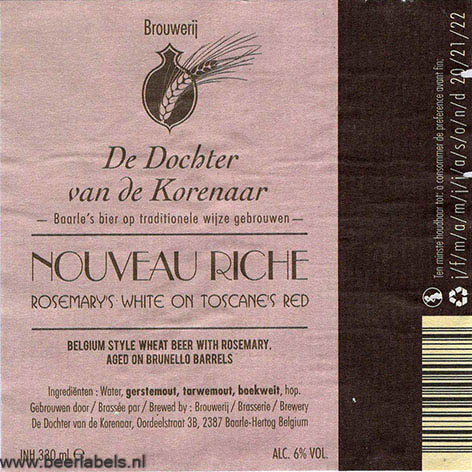 Brouwerij
De Dochter
van de Korenaar
— Baarle's bier op traditionele wijze gebrouwen —
NOUVEAU RICHE
ROSEMARY'S WHITE ON TOSCANE'S RED
BELGIUM STYLE WHEAT BEER WITH ROSEMARY,
AGED ON BRUNELLO BARRELS
Ingrediënten : Water, gerstemout, tarwemout, boekweit, hop.
Gebrouwen door / Brassée par / Brewed by : Brouwerij / Brasserie / Brewery
De Dochter van de Korenaar, Oordeelstraat 3B, 2387 Baarle-Hertog Belgium
INH 330 ml e
ALC. 6% VOL.
www.beerlabels.nl
Ten minste houdbaar tot: à consommer de preference avant fin:
j/f/m/a/m/j/j/a/s/o/n/d 20/21/22